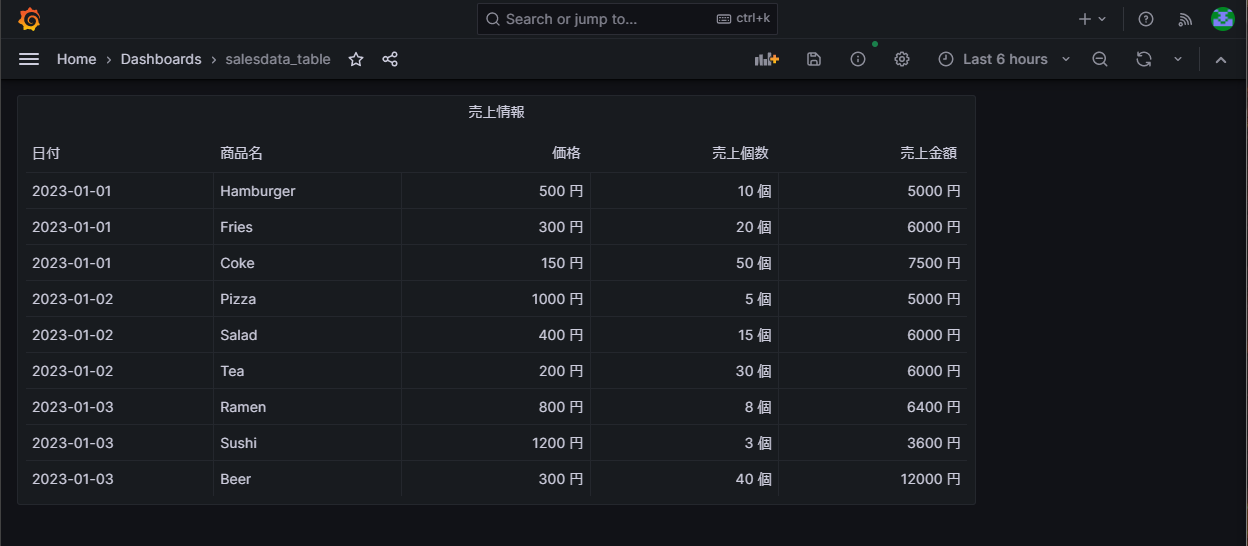 Search or jump to... ctrl+k
Home › Dashboards › salesdata_table Last 6 hours
売上情報
日付 商品名 価格 売上個数 売上金額
2023-01-01 Hamburger 500 円 10 個 5000 円
2023-01-01 Fries 300 円 20 個 6000 円
2023-01-01 Coke 150 円 50 個 7500 円
2023-01-02 Pizza 1000 円 5 個 5000 円
2023-01-02 Salad 400 円 15 個 6000 円
2023-01-02 Tea 200 円 30 個 6000 円
2023-01-03 Ramen 800 円 8 個 6400 円
2023-01-03 Sushi 1200 円 3 個 3600 円
2023-01-03 Beer 300 円 40 個 12000 円